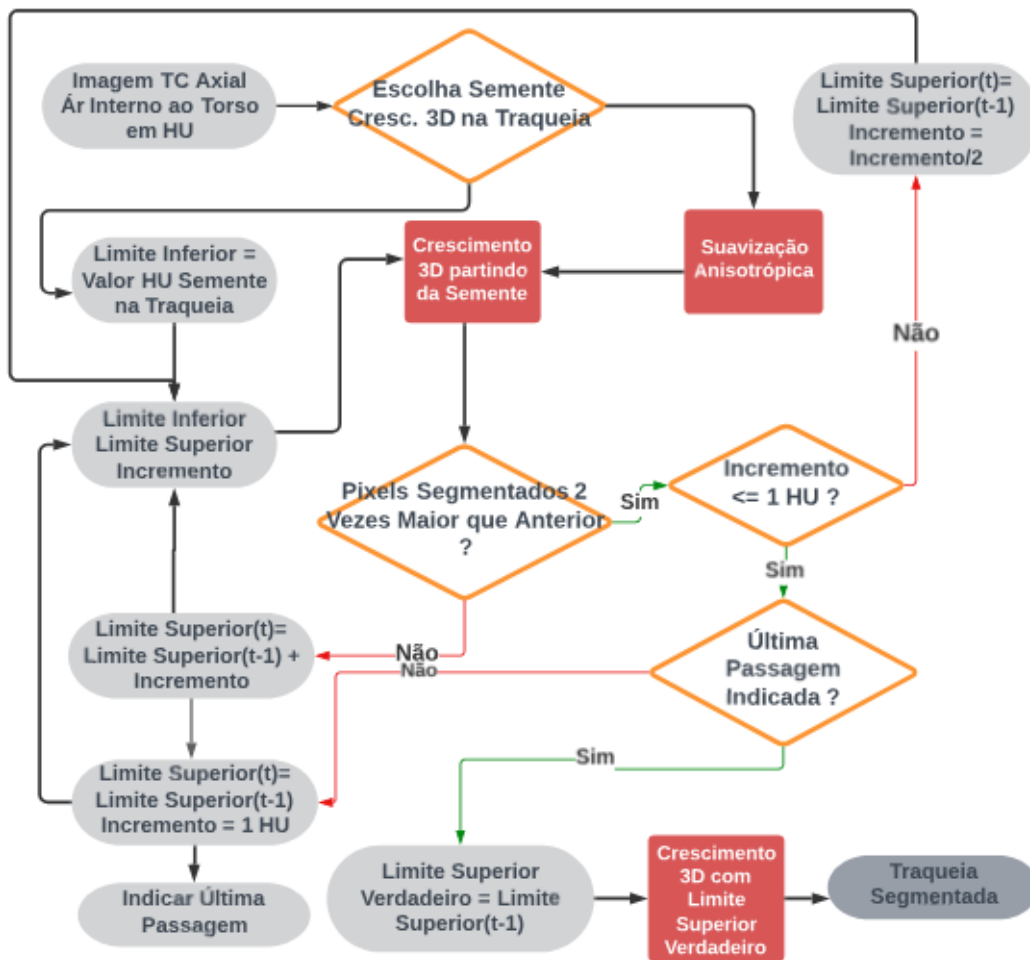 Imagem TC Axial
Ár Interno ao Torso
em HU
Escolha Semente
Cresc. 3D na Traqueia
Limite Superior(t)=
Limite Superior(t-1)
Incremento =
Incremento/2
Limite Inferior =
Valor HU Semente
na Traqueia
Crescimento
3D partindo
da Semente
Suavização
Anisotrópica
Não
Limite Inferior
Limite Superior
Incremento
Pixels Segmentados 2
Vezes Maior que Anterior
?
Sim
Incremento
<= 1 HU ?
Sim
Limite Superior(t)=
Limite Superior(t-1) +
Incremento
Não
Não
Última
Passagem
Indicada ?
Sim
Limite Superior(t)=
Limite Superior(t-1)
Incremento = 1 HU
Indicar Última
Passagem
Limite Superior
Verdadeiro = Limite
Superior(t-1)
Crescimento
3D com
Limite
Superior
Verdadeiro
Traqueia
Segmentada